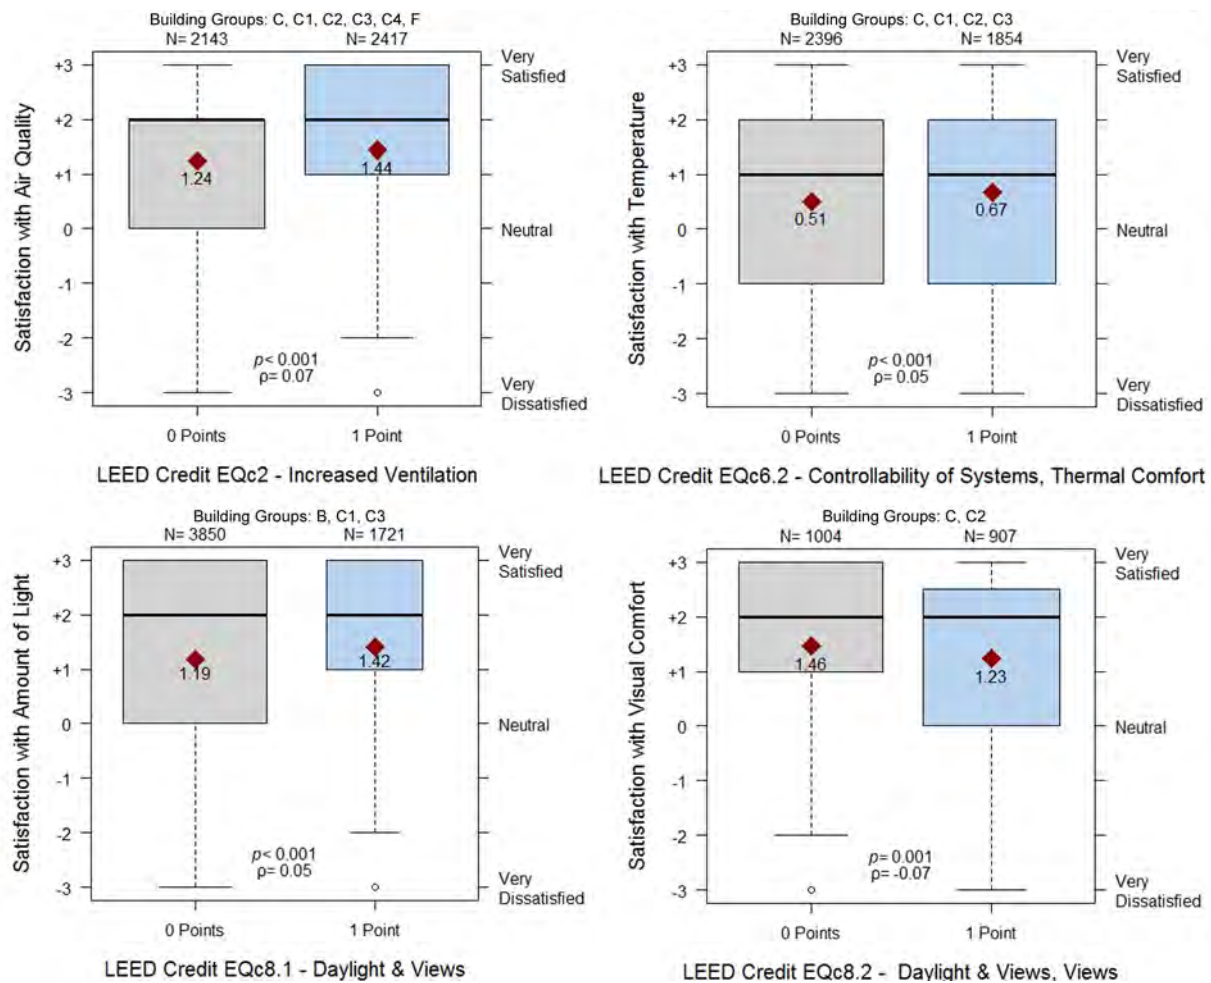 Building Groups: C, C1, C2, C3, C4, F
N= 2143 N= 2417
Satisfaction with Air Quality
+3
+2
+1
0
-1
-2
-3
1.24
1.44
p< 0.001
ρ= 0.07
Very
Satisfied
Neutral
Very
Dissatisfied
0 Points 1 Point
LEED Credit EQc2 - Increased Ventilation
Building Groups: C, C1, C2, C3
N= 2396 N= 1854
Satisfaction with Temperature
+3
+2
+1
0
-1
-2
-3
0.51
0.67
p< 0.001
ρ= 0.05
Very
Satisfied
Neutral
Very
Dissatisfied
0 Points 1 Point
LEED Credit EQc6.2 - Controllability of Systems, Thermal Comfort
Building Groups: B, C1, C3
N= 3850 N= 1721
Satisfaction with Amount of Light
+3
+2
+1
0
-1
-2
-3
1.19
1.42
p< 0.001
ρ= 0.05
Very
Satisfied
Neutral
Very
Dissatisfied
0 Points 1 Point
LEED Credit EQc8.1 - Daylight & Views
Building Groups: C, C2
N= 1004 N= 907
Satisfaction with Visual Comfort
+3
+2
+1
0
-1
-2
-3
1.46
1.23
p= 0.001
ρ= -0.07
Very
Satisfied
Neutral
Very
Dissatisfied
0 Points 1 Point
LEED Credit EQc8.2 - Daylight & Views, Views